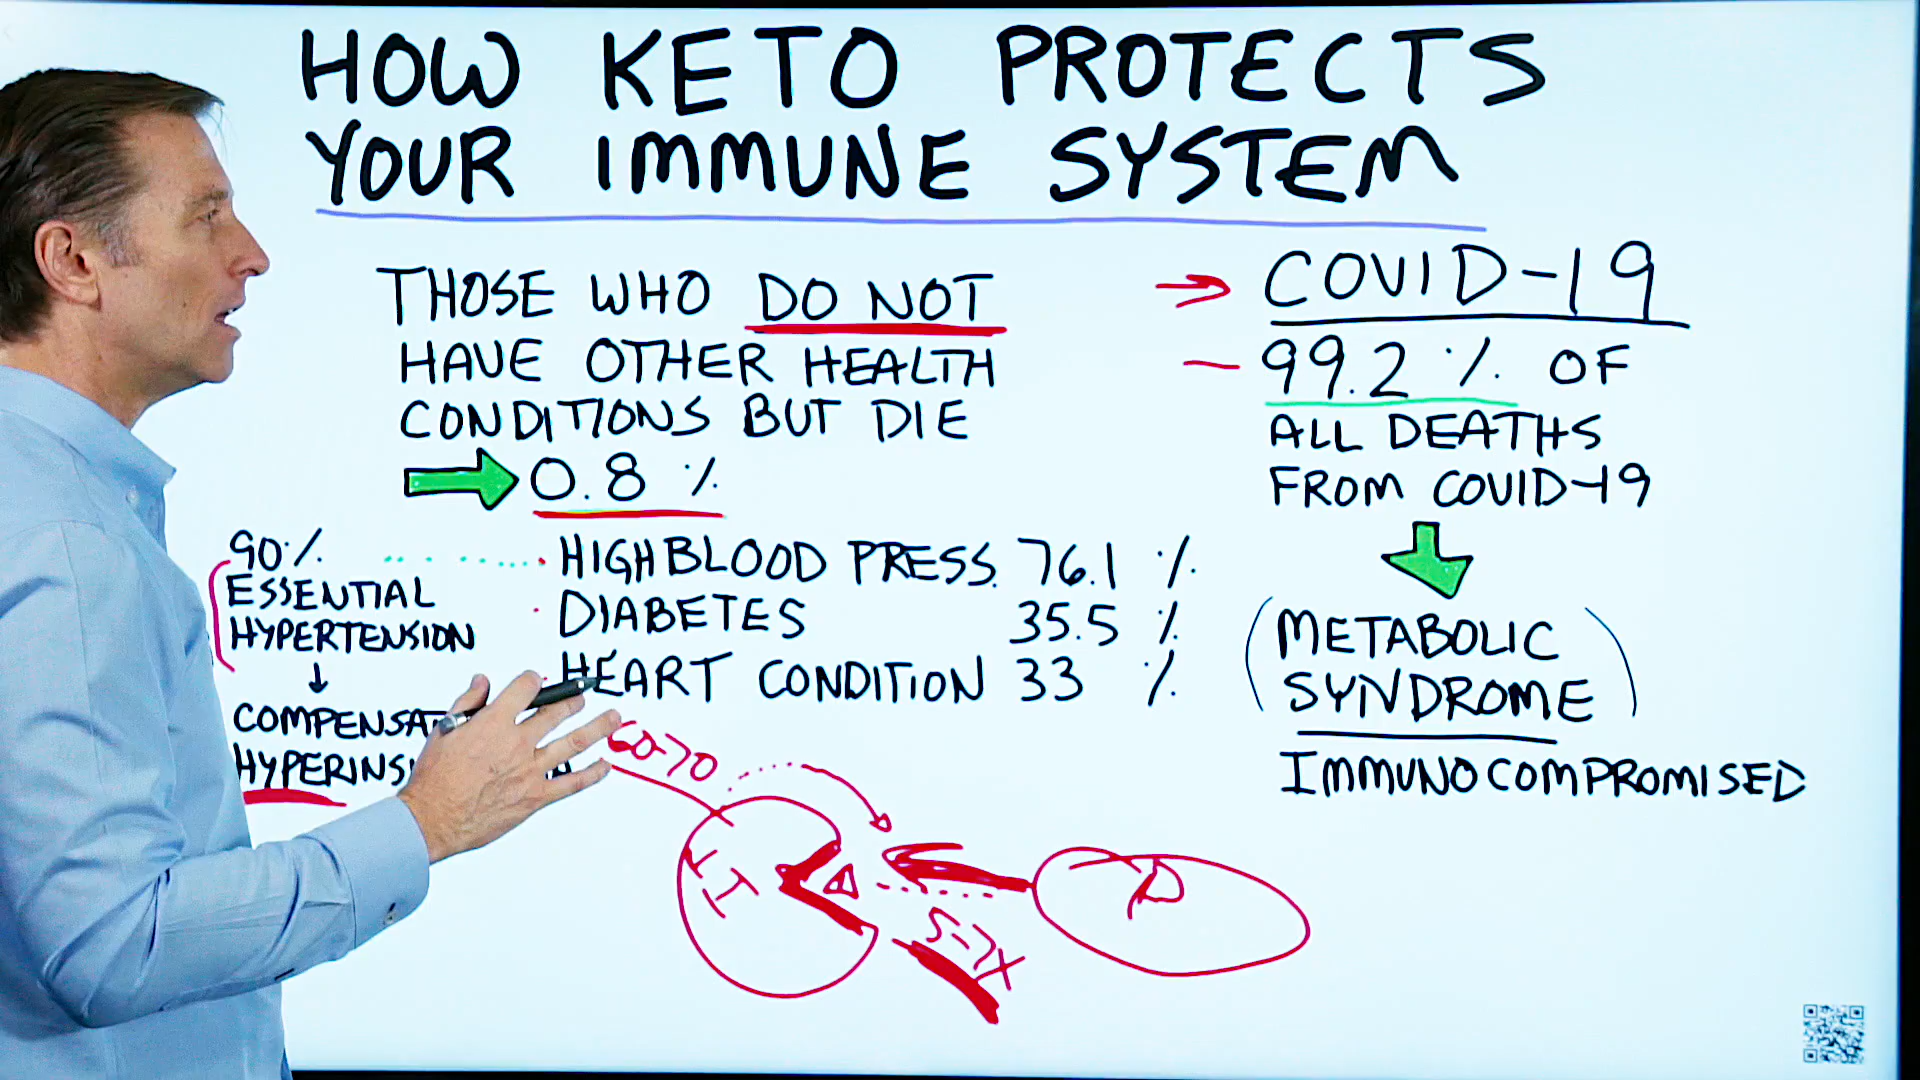 HOW KETO PROTECTS
YOUR IMMUNE SYSTEM
THOSE WHO DO NOT
HAVE OTHER HEALTH
CONDITIONS BUT DIE
0.8 %
HIGH BLOOD PRESS. 76.1 %
DIABETES 35.5 %
HEART CONDITION 33 %
90%
ESSENTIAL
HYPERTENSION
COMPENSAT
HYPERINS
60-70
5-7X
COVID-19
99.2 % OF
ALL DEATHS
FROM COVID-19
(METABOLIC
SYNDROME)
IMMUNOCOMPROMISED